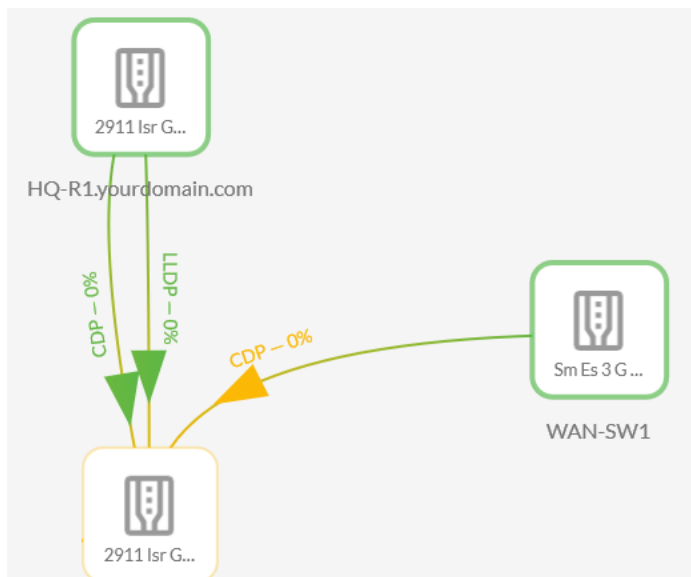 2911 Isr G...
HQ-R1.yourdomain.com
CDP — 0%
LLDP — 0%
CDP — 0%
Sm Es 3 G ...
WAN-SW1
2911 Isr G...